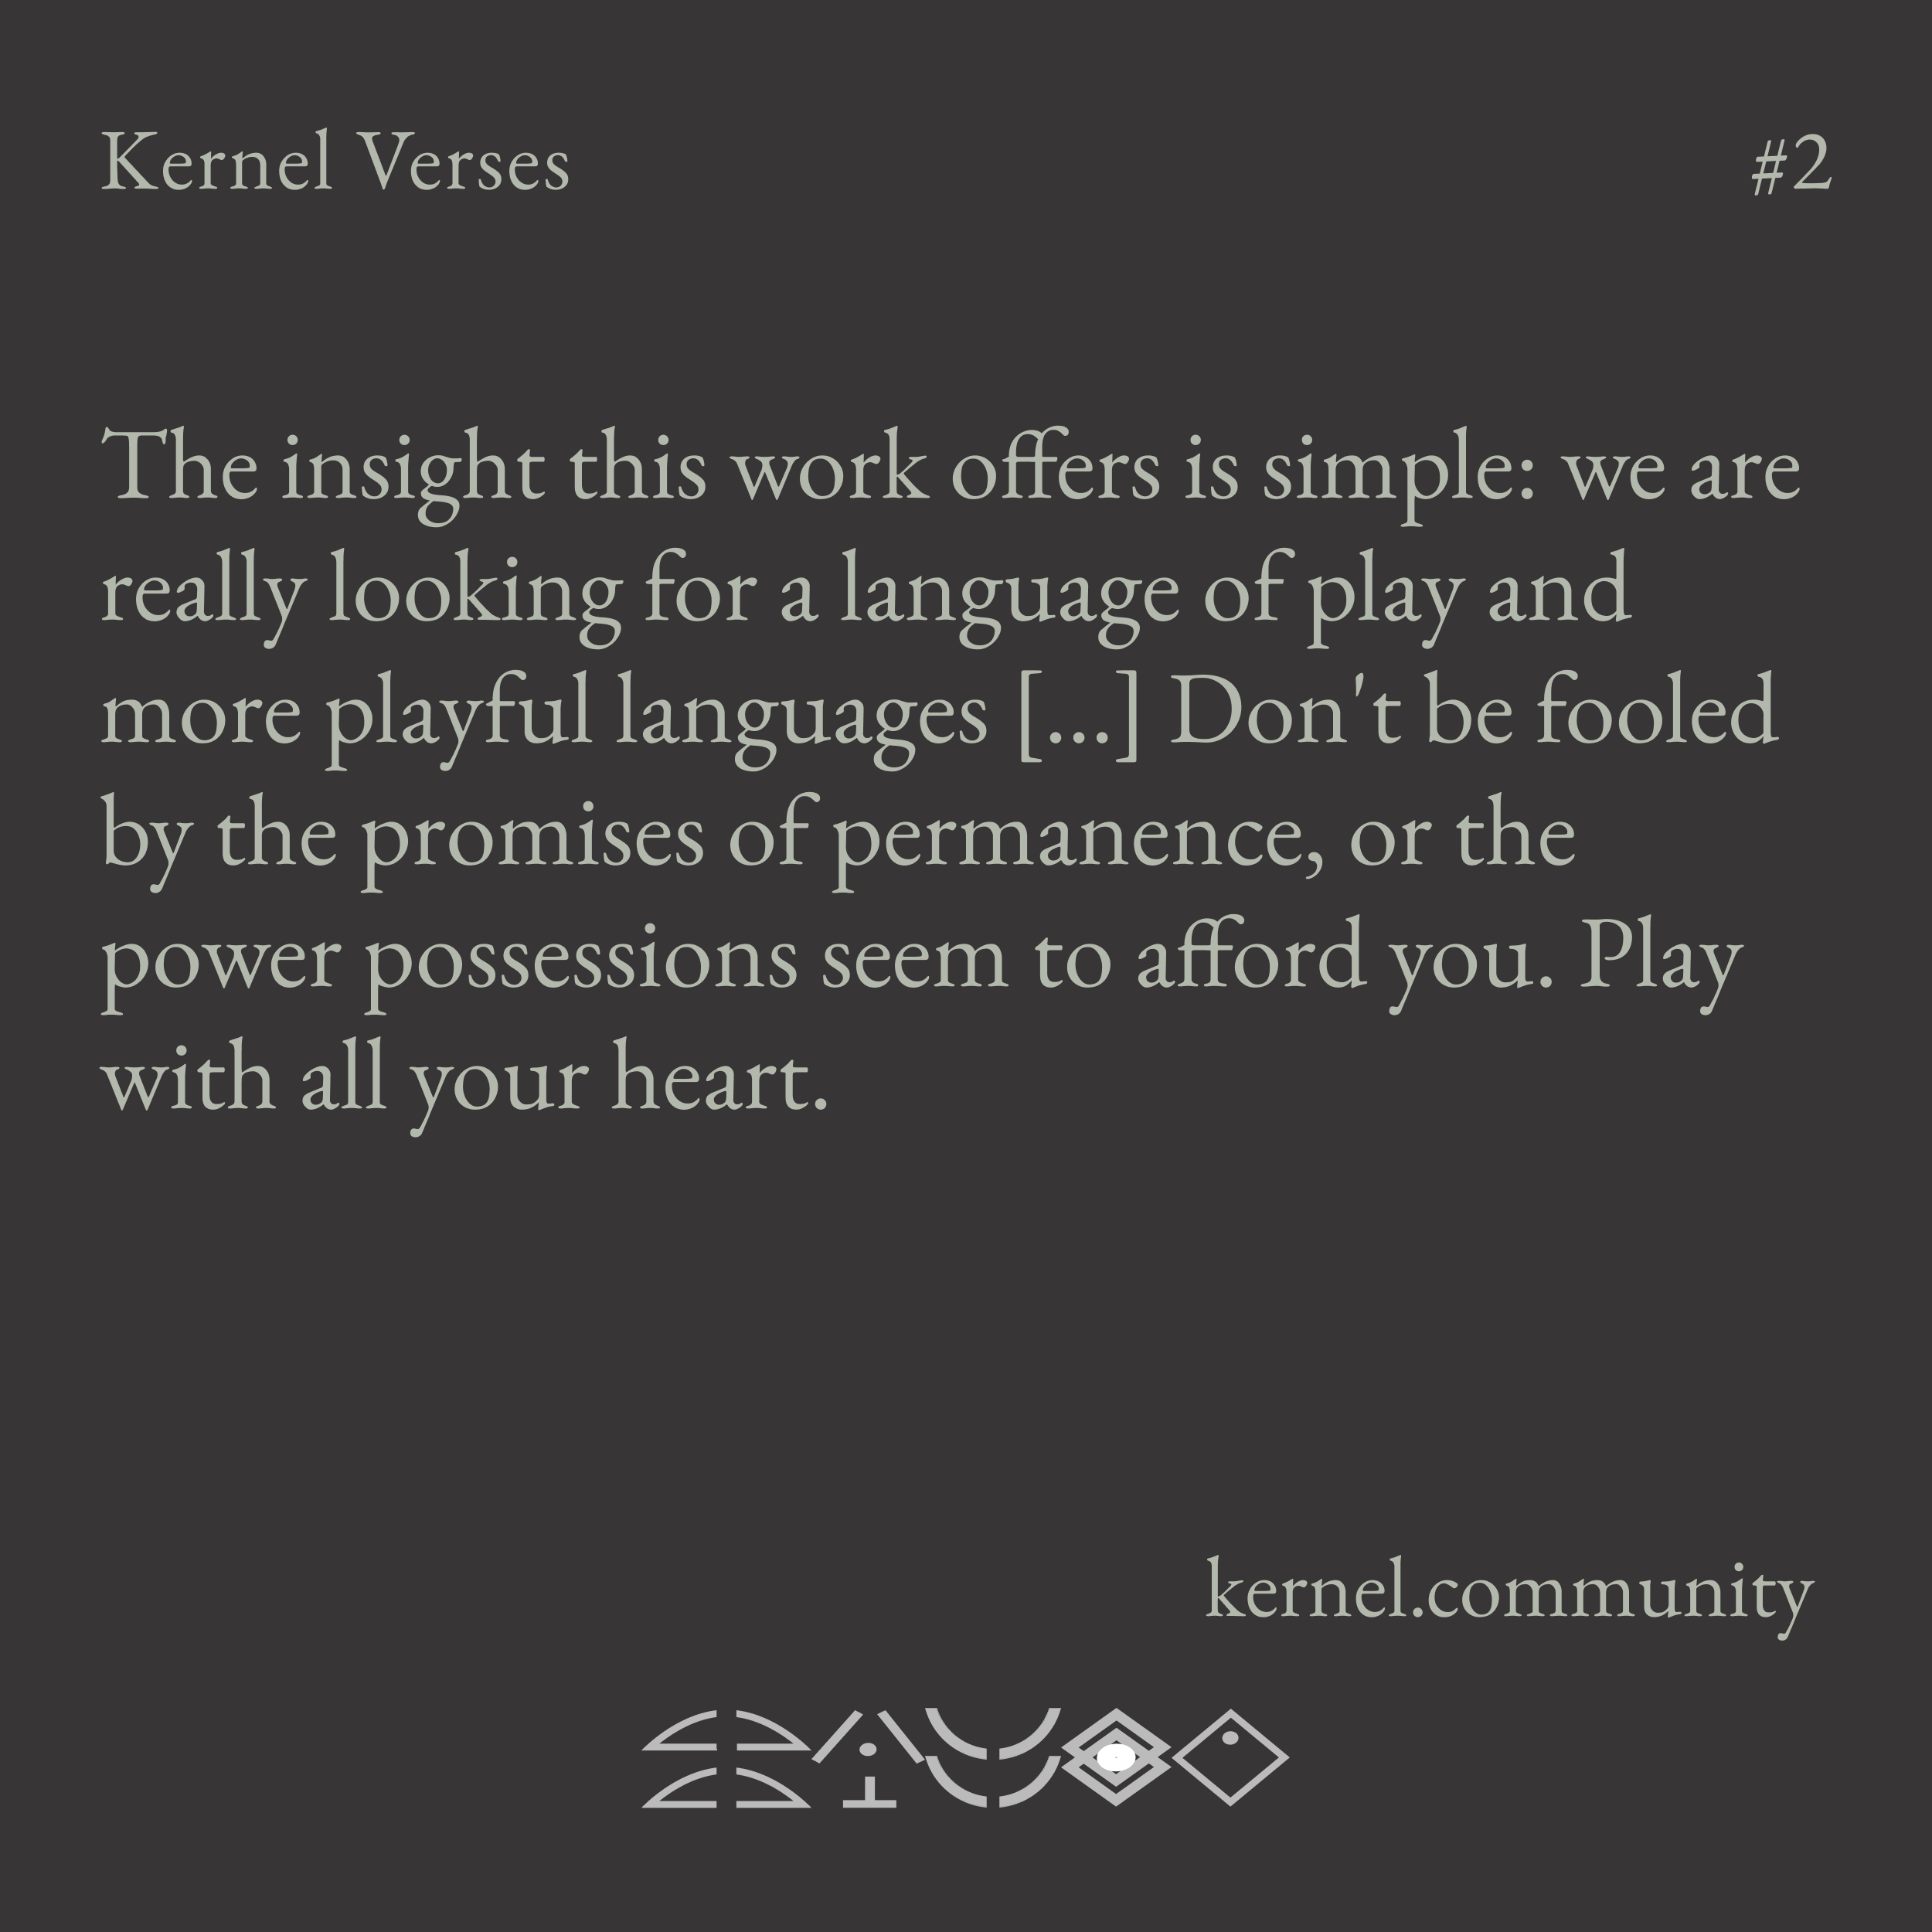 Kernel Verses
#2
The insight this work offers is simple: we are
really looking for a language of play and
more playful languages [...] Don't be fooled
by the promises of permanence, or the
power possessions seem to afford you. Play
with all your heart.
kernel.community